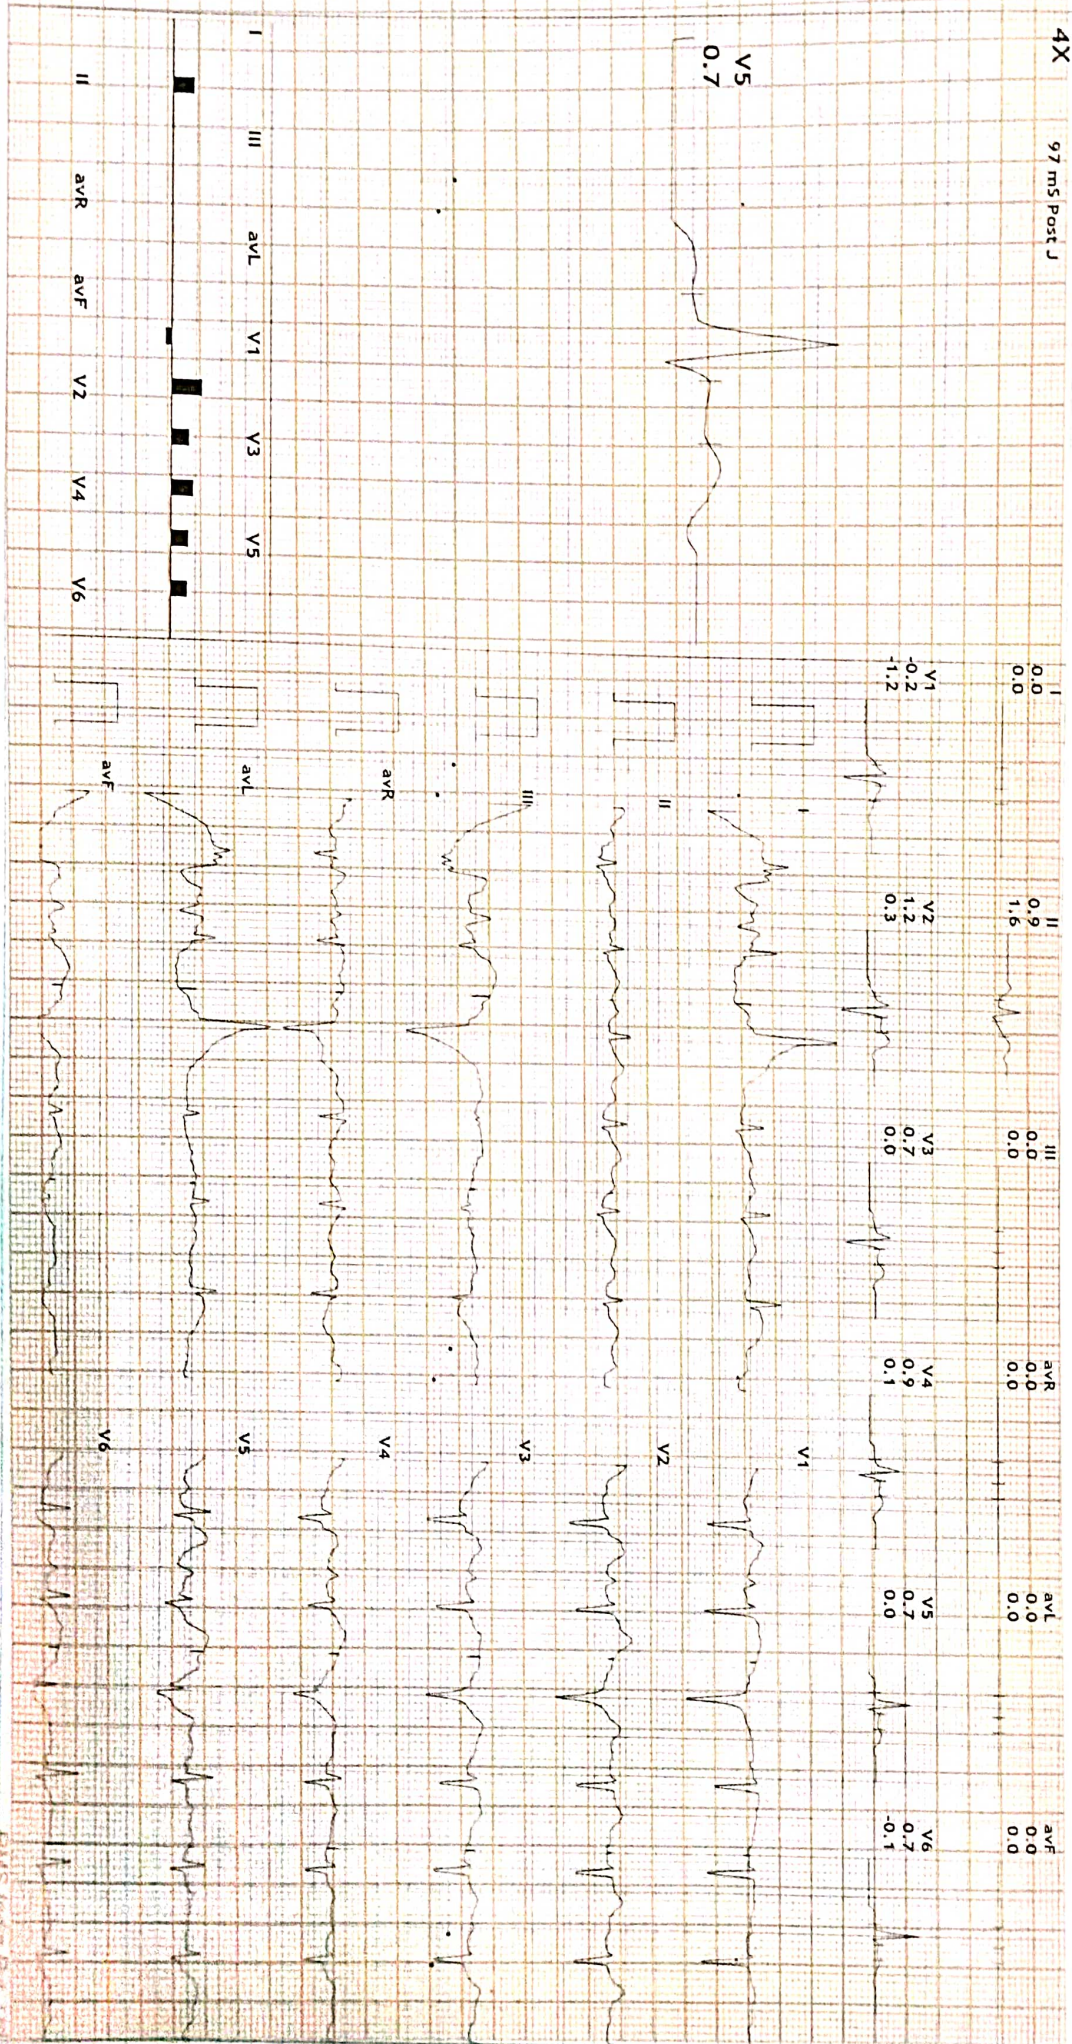 4X
97 mS Post J
V5
0.7
I III avL V1 V3 V5
II avR avF V2 V4 V6
I II III avR avL avF
0.0 0.9 0.0 0.0 0.0 0.0
0.0 1.6 0.0 0.0 0.0 0.0
V1 V2 V3 V4 V5 V6
-0.2 1.2 0.7 0.9 0.7 0.7
-1.2 0.3 0.0 0.1 0.0 -0.1
I V1
II V2
III V3
avR V4
avL V5
avF V6